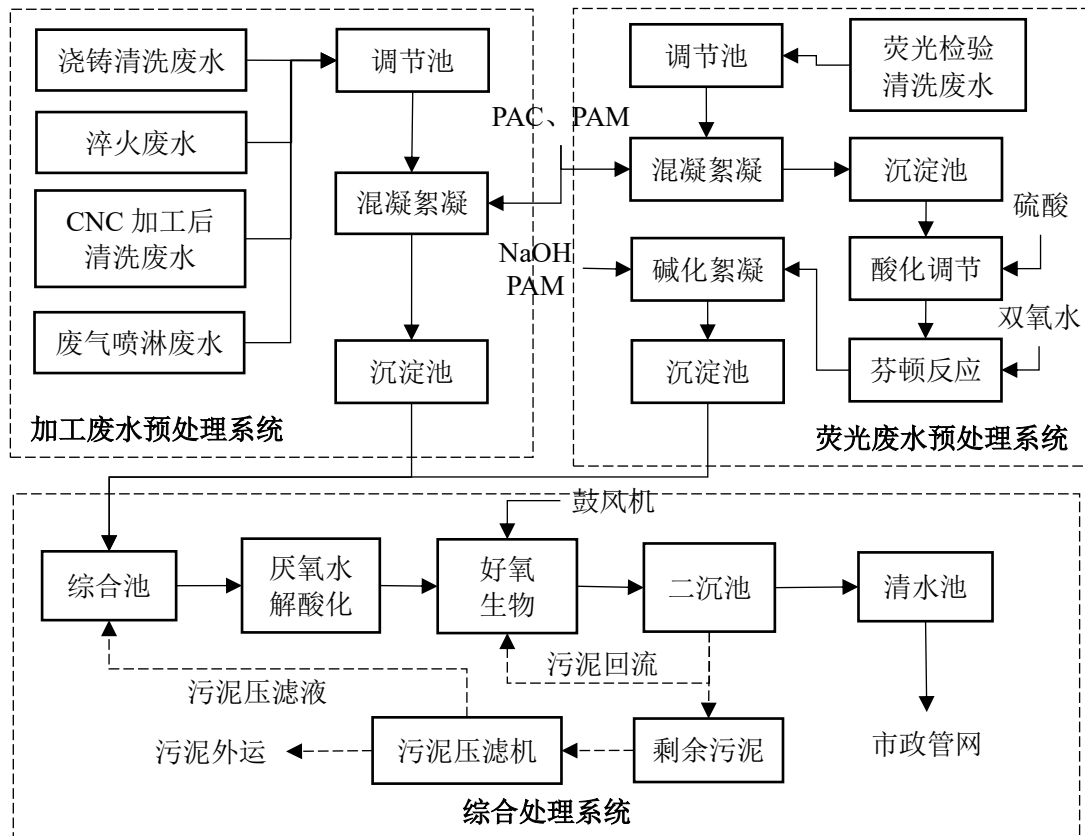 浇铸清洗废水
淬火废水
CNC 加工后
清洗废水
废气喷淋废水
调节池
混凝絮凝
沉淀池
加工废水预处理系统
PAC、PAM
NaOH
PAM
调节池
荧光检验
清洗废水
混凝絮凝
沉淀池
硫酸
碱化絮凝
酸化调节
双氧水
沉淀池
芬顿反应
荧光废水预处理系统
鼓风机
综合池
厌氧水
解酸化
好氧
生物
二沉池
清水池
污泥回流
污泥压滤液
污泥外运
污泥压滤机
剩余污泥
市政管网
综合处理系统